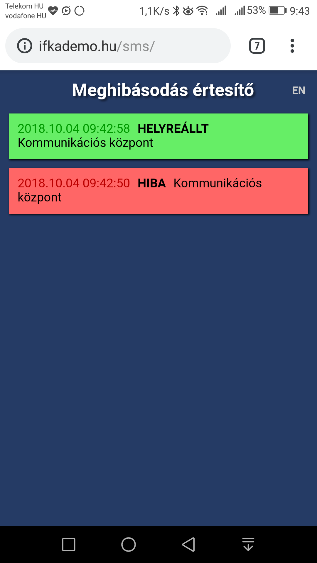 Telekom HU
vodafone HU
1,1K/s 53% 9:43
ifkademo.hu/sms/ 7
Meghibásodás értesítő EN
2018.10.04 09:42:58 HELYREÁLLT
Kommunikációs központ
2018.10.04 09:42:50 HIBA Kommunikációs
központ